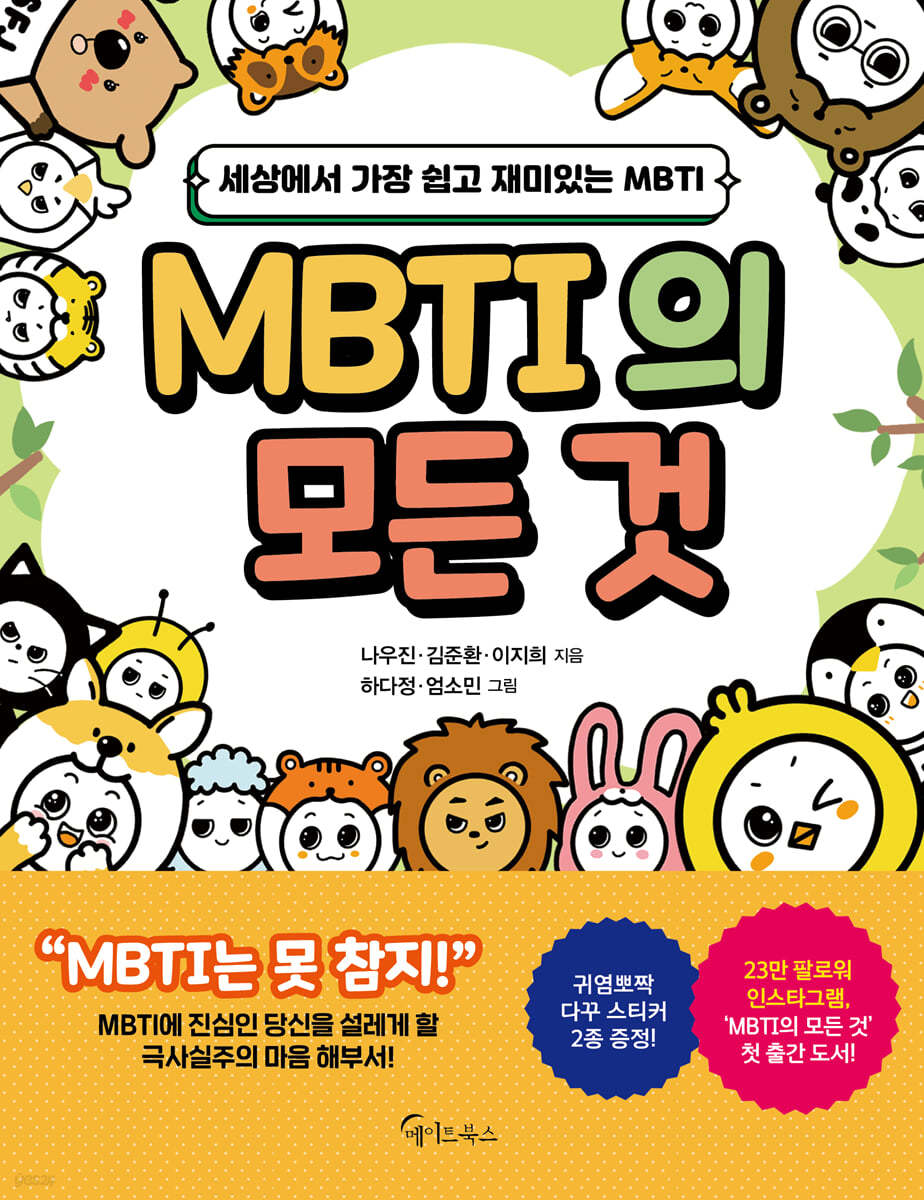 세상에서 가장 쉽고 재미있는 MBTI
MBTI의
모든 것
나우진·김준환·이지희 지음
하다정·엄소민 그림
“MBTI는 못 참지!”
MBTI에 진심인 당신을 설레게 할
극사실주의 마음 해부서!
귀염뽀짝
다꾸 스티커
2종 증정!
23만 팔로워
인스타그램,
‘MBTI의 모든 것’
첫 출간 도서!
메이트북스